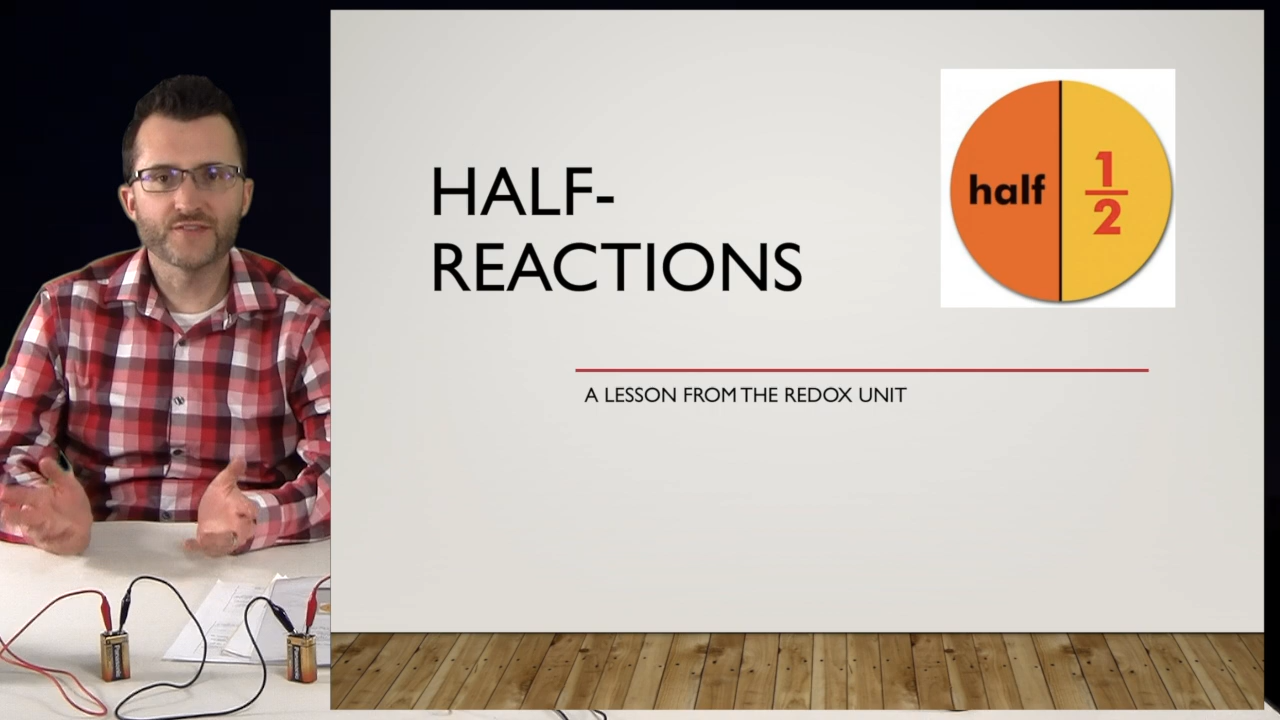 HALF-
REACTIONS
half
1
2
A LESSON FROM THE REDOX UNIT